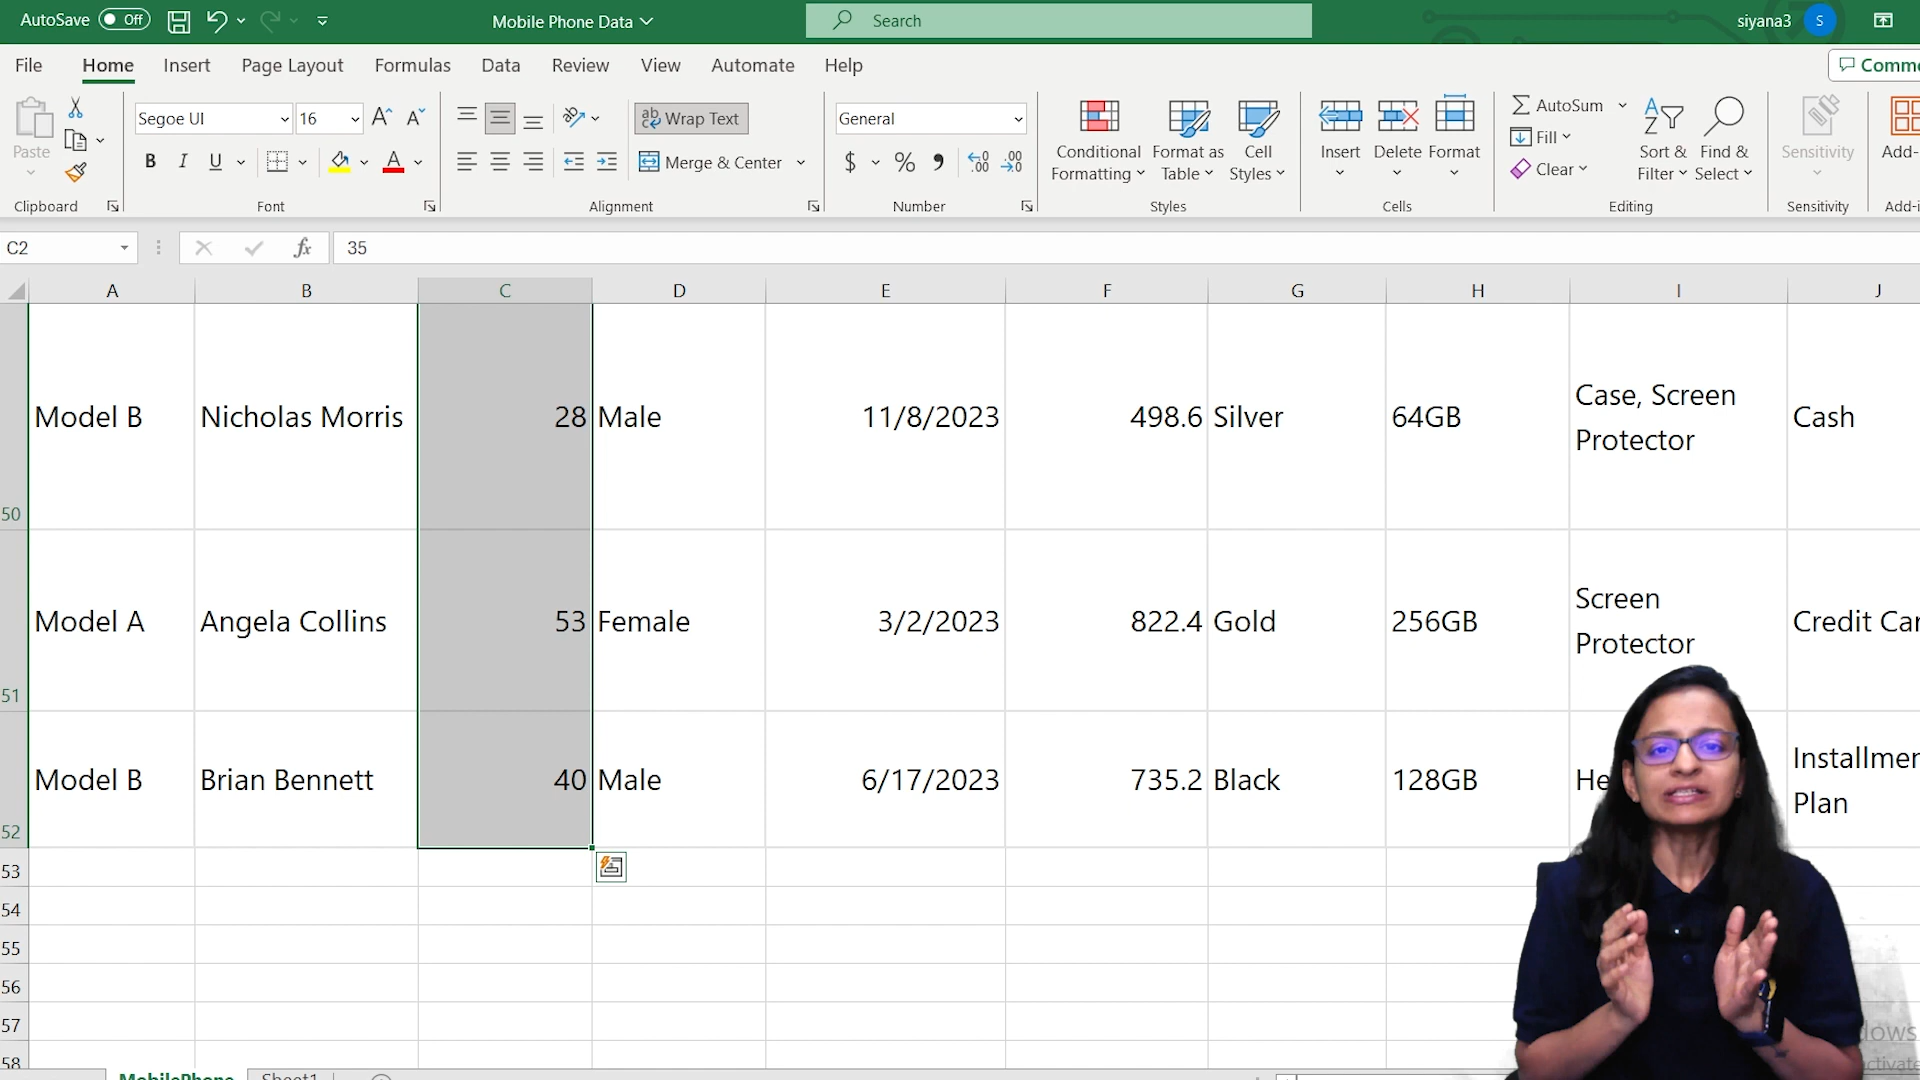 AutoSave Off Mobile Phone Data Search siyana3 S
File Home Insert Page Layout Formulas Data Review View Automate Help
Paste
Clipboard
Segoe UI 16
B I U A
Font
Wrap Text
Merge & Center
Alignment
General
$ % 9
Number
Conditional Formatting
Format as Table
Cell Styles
Styles
Insert Delete Format
Cells
AutoSum
Fill
Clear
Sort & Filter
Find & Select
Editing
Sensitivity
Sensitivity
C2 fx 35
A B C D E F G H I J
50 Model B Nicholas Morris 28 Male 11/8/2023 498.6 Silver 64GB Case, Screen Protector Cash
51 Model A Angela Collins 53 Female 3/2/2023 822.4 Gold 256GB Screen Protector Credit Car
52 Model B Brian Bennett 40 Male 6/17/2023 735.2 Black 128GB He Installmen Plan
53
54
55
56
57
58
MobilePhone Sheet1